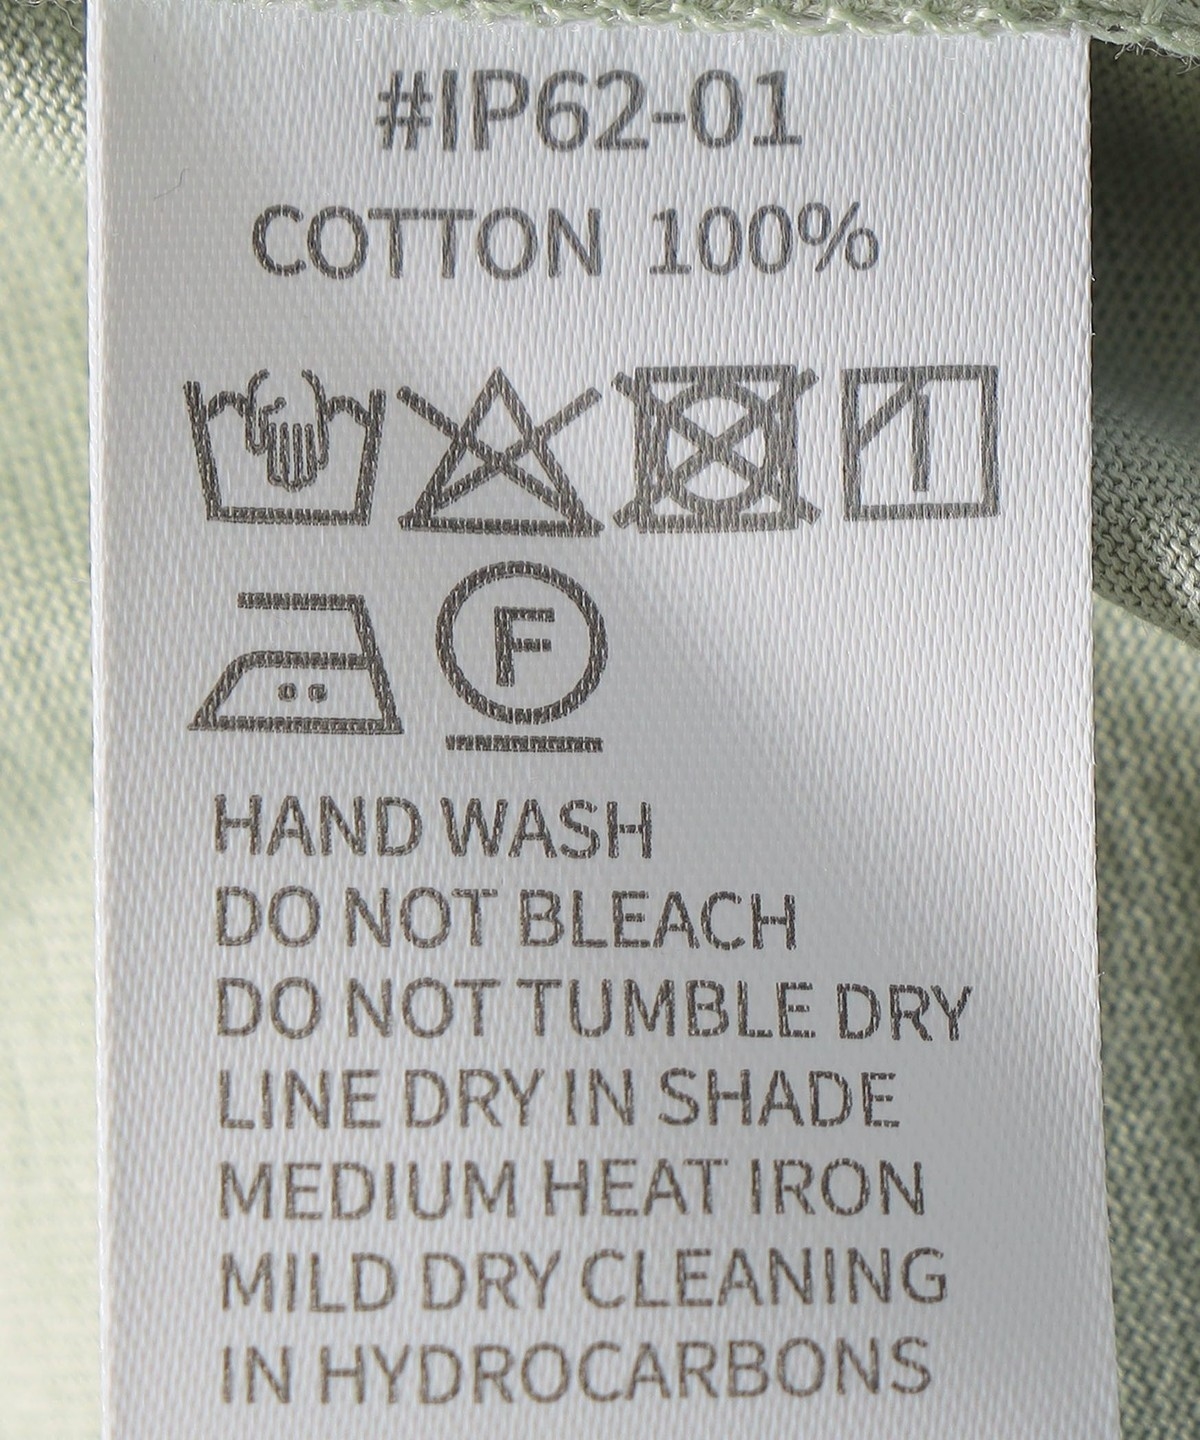 #IP62-01
COTTON 100%
F
HAND WASH
DO NOT BLEACH
DO NOT TUMBLE DRY
LINE DRY IN SHADE
MEDIUM HEAT IRON
MILD DRY CLEANING
IN HYDROCARBONS